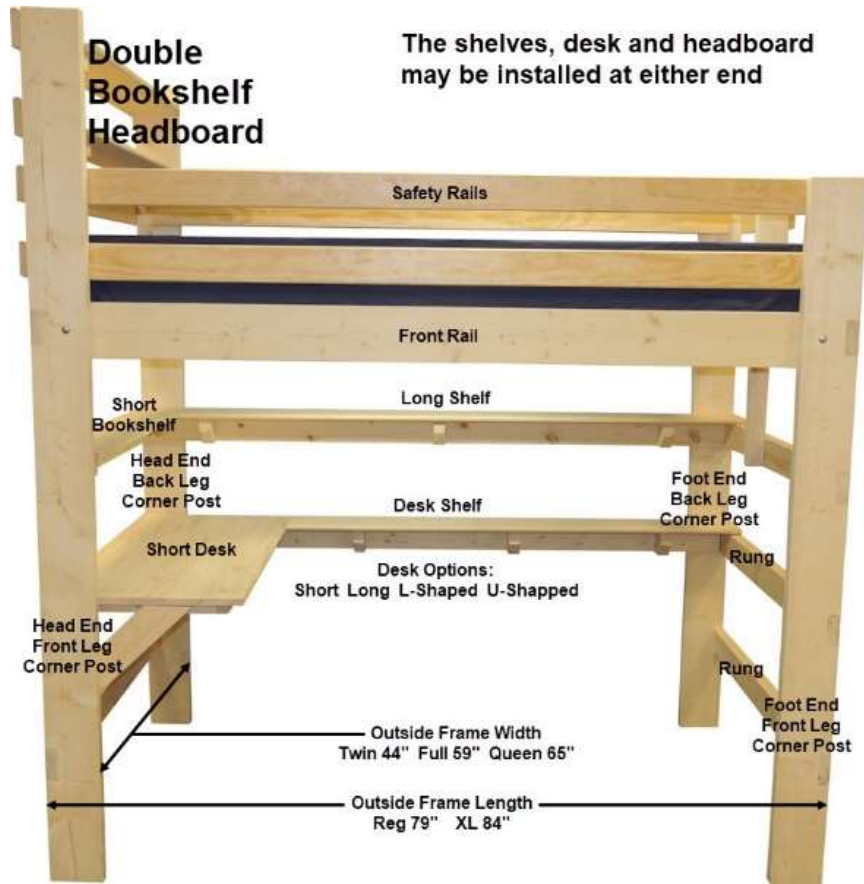 Double
Bookshelf
Headboard
The shelves, desk and headboard
may be installed at either end
Safety Rails
Front Rail
Short
Bookshelf
Long Shelf
Head End
Back Leg
Corner Post
Foot End
Back Leg
Corner Post
Desk Shelf
Short Desk
Rung
Desk Options:
Short Long L-Shaped U-Shapped
Head End
Front Leg
Corner Post
Rung
Foot End
Front Leg
Corner Post
Outside Frame Width
Twin 44" Full 59" Queen 65"
Outside Frame Length
Reg 79" XL 84"